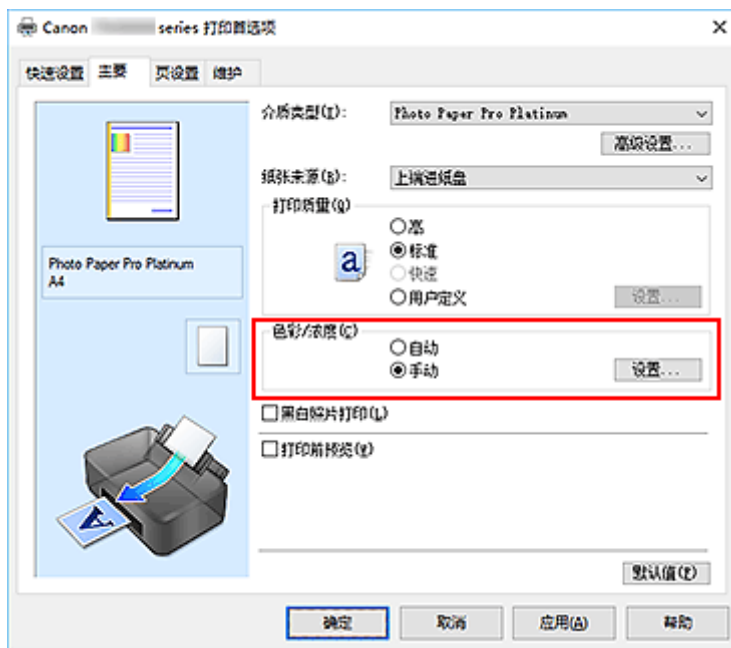 Canon series 打印首选项
快速设置 主要 页设置 维护
介质类型(T): Photo Paper Pro Platinum
高级设置...
纸张来源(B): 上端进纸盘
打印质量(Q)
高
标准
快速
用户定义 设置...
色彩/浓度(C)
自动
手动 设置...
黑白照片打印(L)
打印前预览(V)
Photo Paper Pro Platinum
A4
默认值(F)
确定 取消 应用(A) 帮助